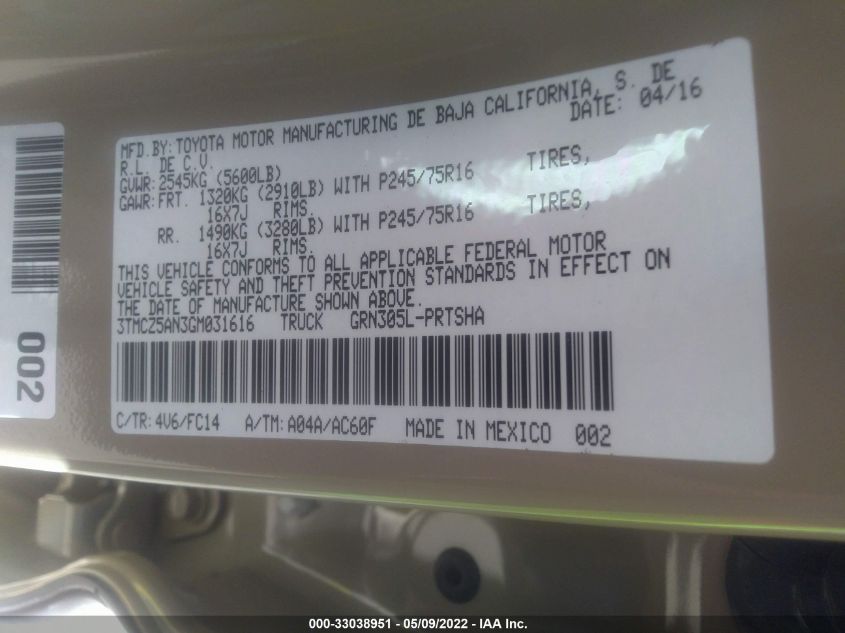 MFD.BY: TOYOTA MOTOR MANUFACTURING DE BAJA CALIFORNIA, S. DE
R.L. DE C.V. DATE: 04/16
GVWR: 2545KG (5600LB)
GAWR: FRT. 1320KG (2910LB) WITH P245/75R16 TIRES,
16X7J RIMS.
RR. 1490KG (3280LB) WITH P245/75R16 TIRES,
16X7J RIMS.
THIS VEHICLE CONFORMS TO ALL APPLICABLE FEDERAL MOTOR
VEHICLE SAFETY AND THEFT PREVENTION STANDARDS IN EFFECT ON
THE DATE OF MANUFACTURE SHOWN ABOVE.
3TMCZ5AN3GM031616 TRUCK GRN305L-PRTSHA
C/TR: 4V6/FC14 A/TM: A04A/AC60F MADE IN MEXICO 002
002
000-33038951 - 05/09/2022 - IAA Inc.